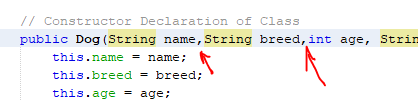 // Constructor Declaration of Class
public Dog(String name,String breed,int age, Strin
this.name = name;
this.breed = breed;
this.age = age;